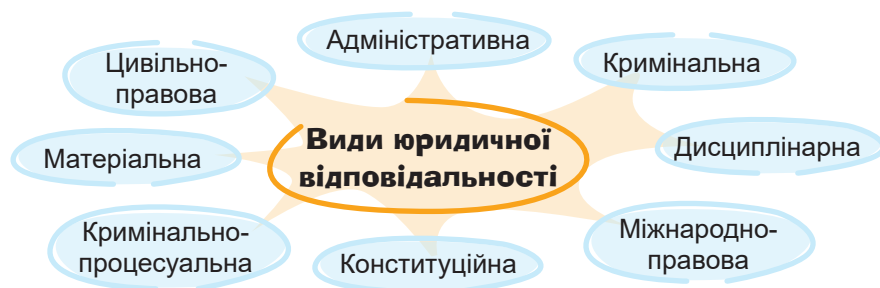 Адміністративна
Цивільно-
правова
Кримінальна
Види юридичної
відповідальності
Матеріальна
Дисциплінарна
Кримінально-
процесуальна
Конституційна
Міжнародно-
правова